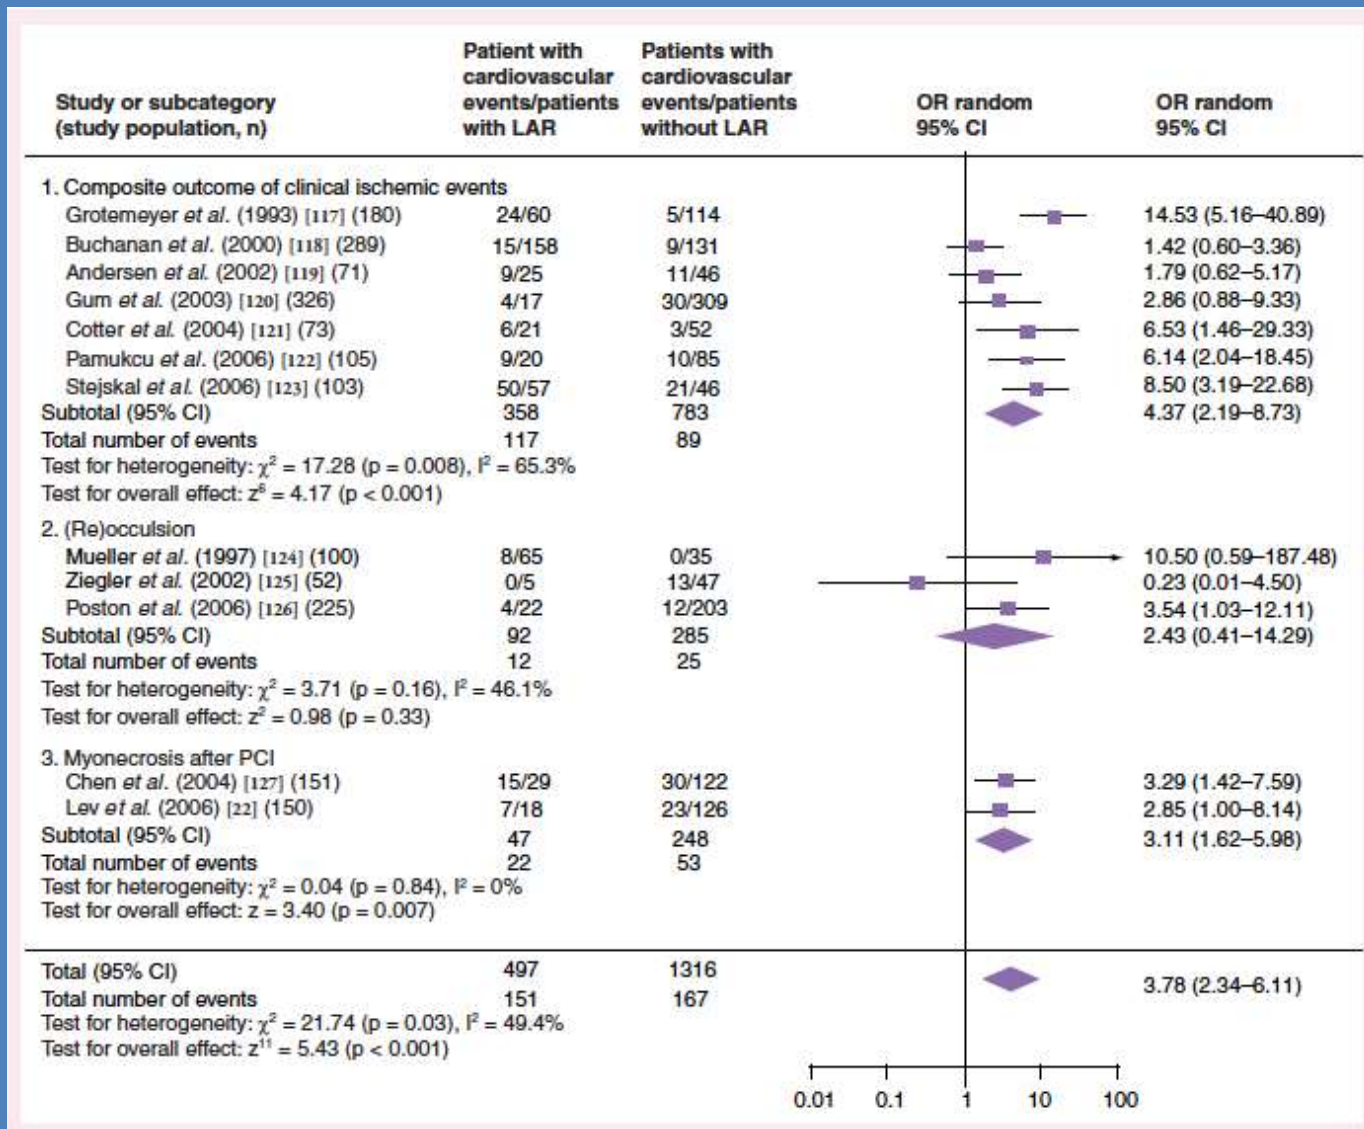 Study or subcategory (study population, n) Patient with cardiovascular events/patients with LAR Patients with cardiovascular events/patients without LAR OR random 95% CI OR random 95% CI
1. Composite outcome of clinical ischemic events
Grotemeyer et al. (1993) [117] (180) 24/60 5/114 14.53 (5.16–40.89)
Buchanan et al. (2000) [118] (289) 15/158 9/131 1.42 (0.60–3.36)
Andersen et al. (2002) [119] (71) 9/25 11/46 1.79 (0.62–5.17)
Gum et al. (2003) [120] (326) 4/17 30/309 2.86 (0.88–9.33)
Cotter et al. (2004) [121] (73) 6/21 3/52 6.53 (1.46–29.33)
Pamukcu et al. (2006) [122] (105) 9/20 10/85 6.14 (2.04–18.45)
Stejskal et al. (2006) [123] (103) 50/57 21/46 8.50 (3.19–22.68)
Subtotal (95% CI) 358 783 4.37 (2.19–8.73)
Total number of events 117 89
Test for heterogeneity: χ² = 17.28 (p = 0.008), I² = 65.3%
Test for overall effect: z⁶ = 4.17 (p < 0.001)
2. (Re)occulsion
Mueller et al. (1997) [124] (100) 8/65 0/35 10.50 (0.59–187.48)
Ziegler et al. (2002) [125] (52) 0/5 13/47 0.23 (0.01–4.50)
Poston et al. (2006) [126] (225) 4/22 12/203 3.54 (1.03–12.11)
Subtotal (95% CI) 92 285 2.43 (0.41–14.29)
Total number of events 12 25
Test for heterogeneity: χ² = 3.71 (p = 0.16), I² = 46.1%
Test for overall effect: z² = 0.98 (p = 0.33)
3. Myonecrosis after PCI
Chen et al. (2004) [127] (151) 15/29 30/122 3.29 (1.42–7.59)
Lev et al. (2006) [22] (150) 7/18 23/126 2.85 (1.00–8.14)
Subtotal (95% CI) 47 248 3.11 (1.62–5.98)
Total number of events 22 53
Test for heterogeneity: χ² = 0.04 (p = 0.84), I² = 0%
Test for overall effect: z = 3.40 (p = 0.007)
Total (95% CI) 497 1316 3.78 (2.34–6.11)
Total number of events 151 167
Test for heterogeneity: χ² = 21.74 (p = 0.03), I² = 49.4%
Test for overall effect: z¹¹ = 5.43 (p < 0.001)
0.01 0.1 1 10 100